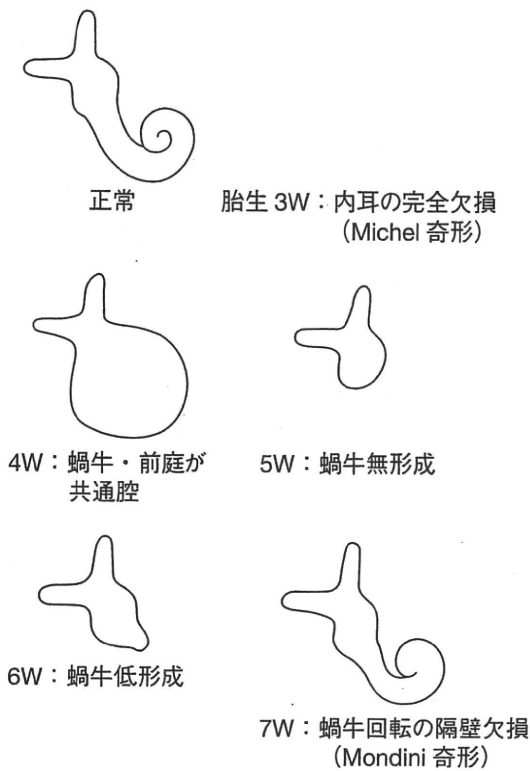 正常
胎生 3W：内耳の完全欠損
（Michel 奇形）
4W：蝸牛・前庭が
共通腔
5W：蝸牛無形成
6W：蝸牛低形成
7W：蝸牛回転の隔壁欠損
（Mondini 奇形）